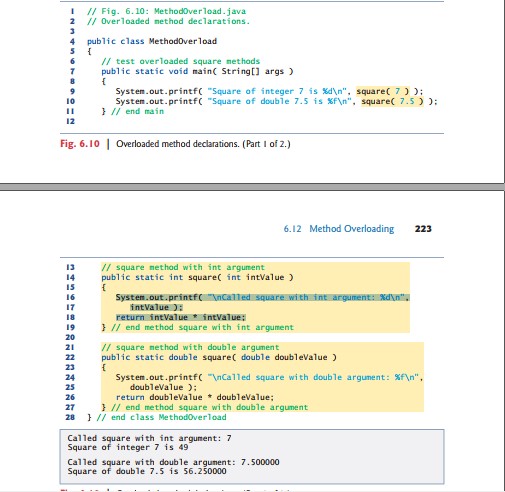 1 // Fig. 6.10: MethodOverload.java
2 // Overloaded method declarations.
3
4 public class MethodOverload
5 {
6 // test overloaded square methods
7 public static void main( String[] args )
8 {
9 System.out.printf( "Square of integer 7 is %d\n", square( 7 ) );
10 System.out.printf( "Square of double 7.5 is %f\n", square( 7.5 ) );
11 } // end main
12
Fig. 6.10 | Overloaded method declarations. (Part 1 of 2.)
6.12 Method Overloading 223
13 // square method with int argument
14 public static int square( int intValue )
15 {
16 System.out.printf( "\nCalled square with int argument: %d\n",
17 intValue );
18 return intValue * intValue;
19 } // end method square with int argument
20
21 // square method with double argument
22 public static double square( double doubleValue )
23 {
24 System.out.printf( "\nCalled square with double argument: %f\n",
25 doubleValue );
26 return doubleValue * doubleValue;
27 } // end method square with double argument
28 } // end class MethodOverload
Called square with int argument: 7
Square of integer 7 is 49
Called square with double argument: 7.500000
Square of double 7.5 is 56.250000